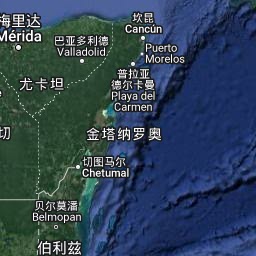 梅里达
Mérida
坎昆
Cancún
巴亚多利德
Valladolid
Puerto
Morelos
尤卡坦
普拉亚
德尔卡曼
Playa del
Carmen
切
金塔纳罗奥
切图马尔
Chetumal
贝尔莫潘
Belmopan
伯利兹